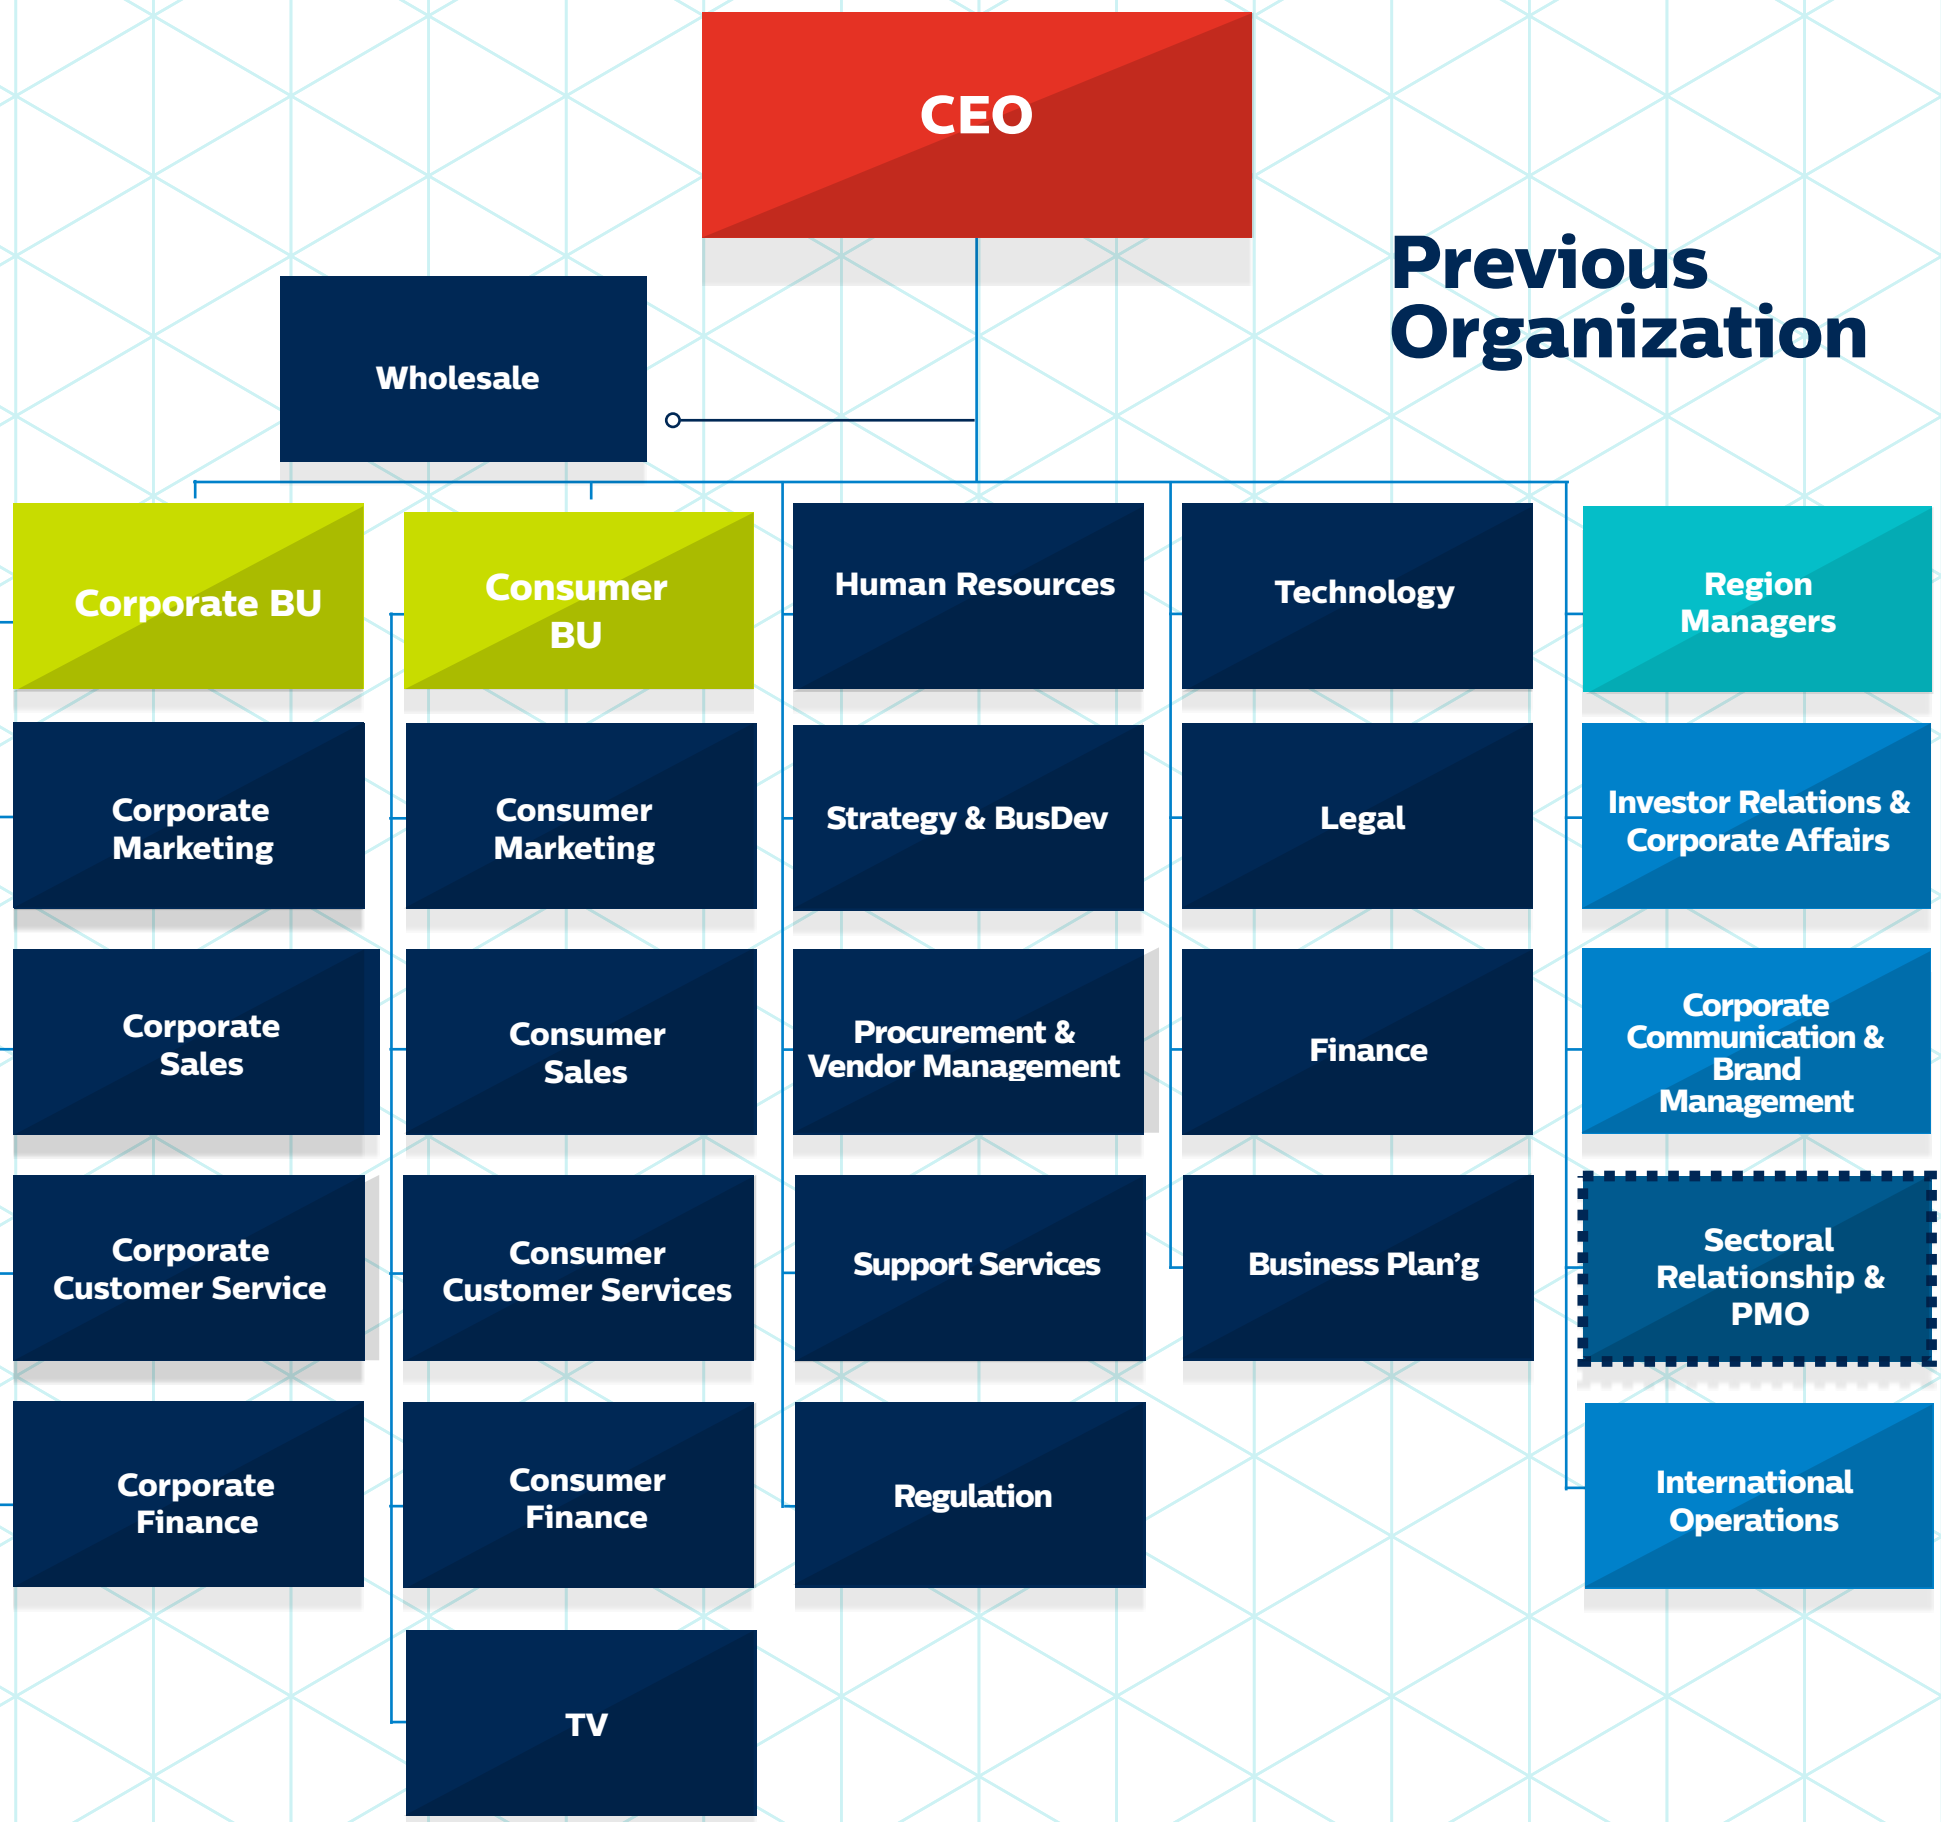 CEO
Previous
Organization
Wholesale
Corporate BU
Consumer
BU
Human Resources
Technology
Region
Managers
Corporate
Marketing
Consumer
Marketing
Strategy & BusDev
Legal
Investor Relations &
Corporate Affairs
Corporate
Sales
Consumer
Sales
Procurement &
Vendor Management
Finance
Corporate
Communication &
Brand
Management
Corporate
Customer Service
Consumer
Customer Services
Support Services
Business Plan’g
Sectoral
Relationship &
PMO
Corporate
Finance
Consumer
Finance
Regulation
International
Operations
TV